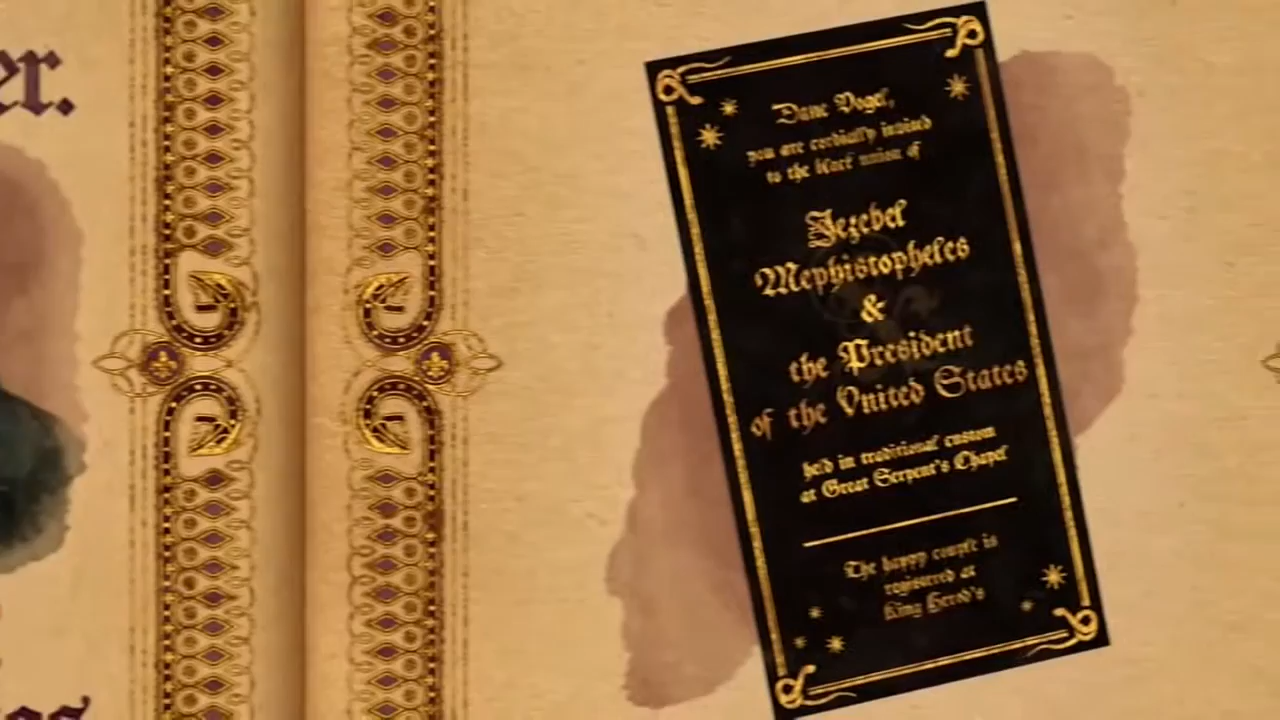 er.
Dane Vogel,
you are cordially invited
to the black union of
Jezebel
Mephistopheles
&
the President
of the United States
held in traditional custom
at Great Serpent's Chapel
The happy couple is
registered at
King Herod's